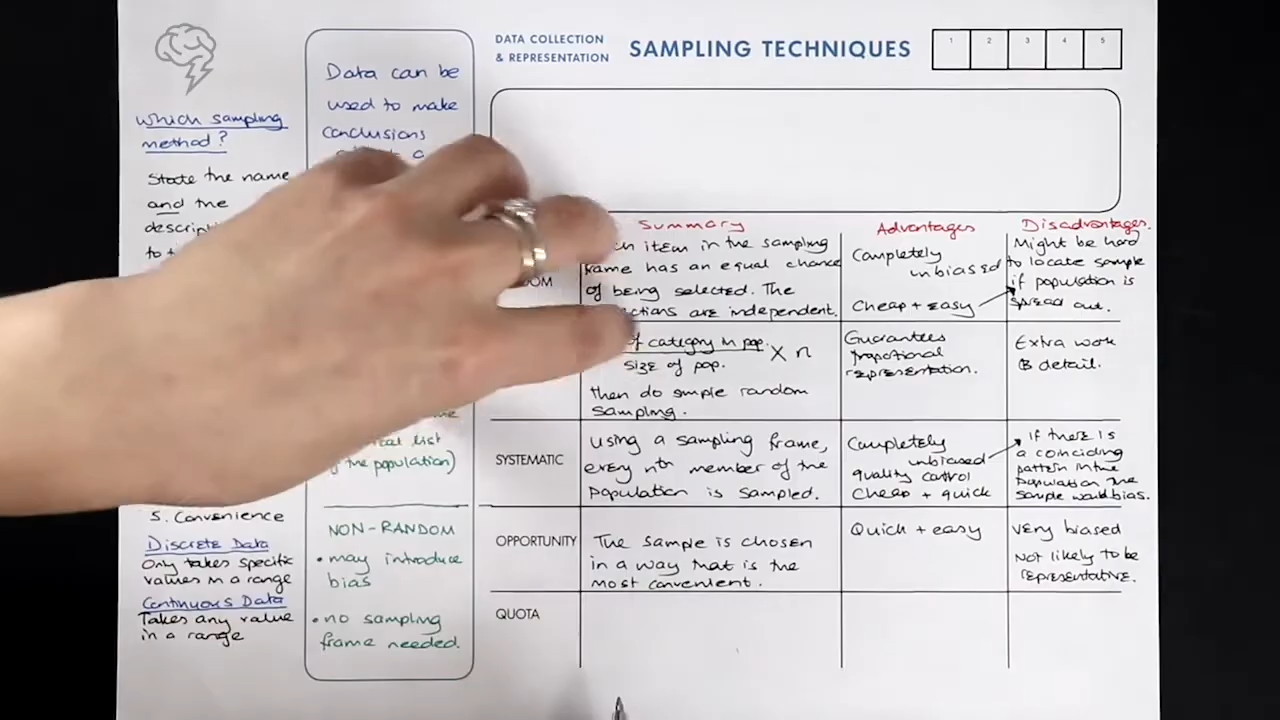 DATA COLLECTION
& REPRESENTATION
SAMPLING TECHNIQUES
1 2 3 4 5
Which sampling
method?
State the name
and the
Data can be
used to make
conclusions
list
the population)
5. Convenience
Discrete Data
Only takes specific
values in a range
Continuous Data
Takes any value
in a range
NON-RANDOM
• may introduce
bias
• no sampling
frame needed.
Summary
Advantages
Disadvantages.
item in the sampling
frame has an equal chance
of being selected. The
are independent.
Completely
unbiased
Cheap + easy
Might be hard
to locate sample
if population is
spread out.
of category in pop.
size of pop.
X n
then do simple random
sampling.
Guarantees
proportional
representation.
Extra work
& detail.
SYSTEMATIC
Using a sampling frame,
every nth member of the
population is sampled.
Completely
unbiased
quality control
Cheap + quick
If there is
a coinciding
pattern in the
population the
sample would bias.
OPPORTUNITY
The sample is chosen
in a way that is the
most convenient.
Quick + easy
Very biased
Not likely to be
representative.
QUOTA